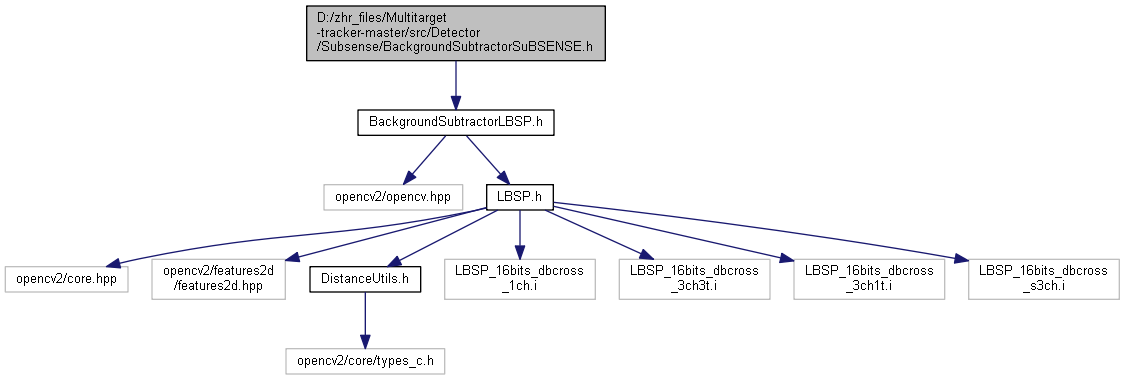 D:/zhr_files/Multitarget
-tracker-master/src/Detector
/Subsense/BackgroundSubtractorSuBSENSE.h
BackgroundSubtractorLBSP.h
opencv2/opencv.hpp
LBSP.h
opencv2/core.hpp
opencv2/features2d
/features2d.hpp
DistanceUtils.h
LBSP_16bits_dbcross
_1ch.i
LBSP_16bits_dbcross
_3ch3t.i
LBSP_16bits_dbcross
_3ch1t.i
LBSP_16bits_dbcross
_s3ch.i
opencv2/core/types_c.h